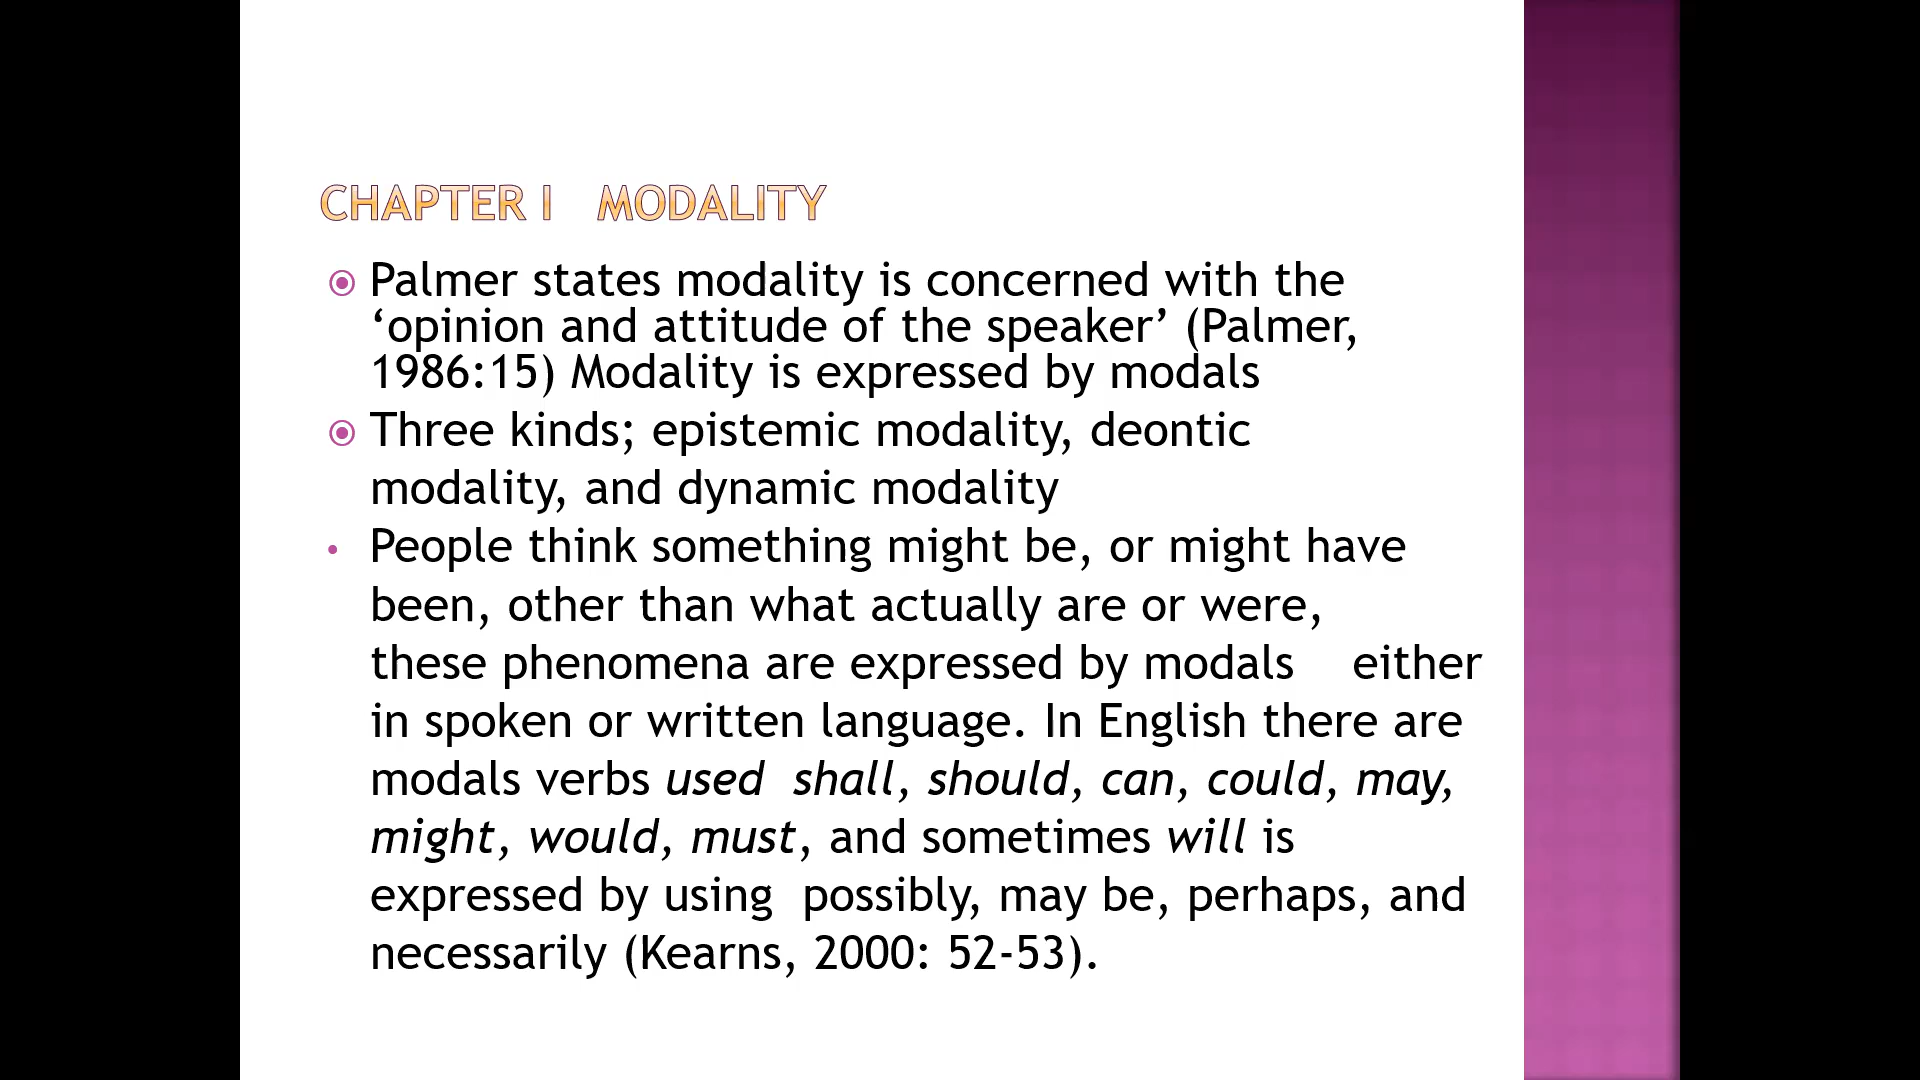 CHAPTER I MODALITY
Palmer states modality is concerned with the
‘opinion and attitude of the speaker’ (Palmer,
1986:15) Modality is expressed by modals
Three kinds; epistemic modality, deontic
modality, and dynamic modality
People think something might be, or might have
been, other than what actually are or were,
these phenomena are expressed by modals either
in spoken or written language. In English there are
modals verbs used shall, should, can, could, may,
might, would, must, and sometimes will is
expressed by using possibly, may be, perhaps, and
necessarily (Kearns, 2000: 52-53).